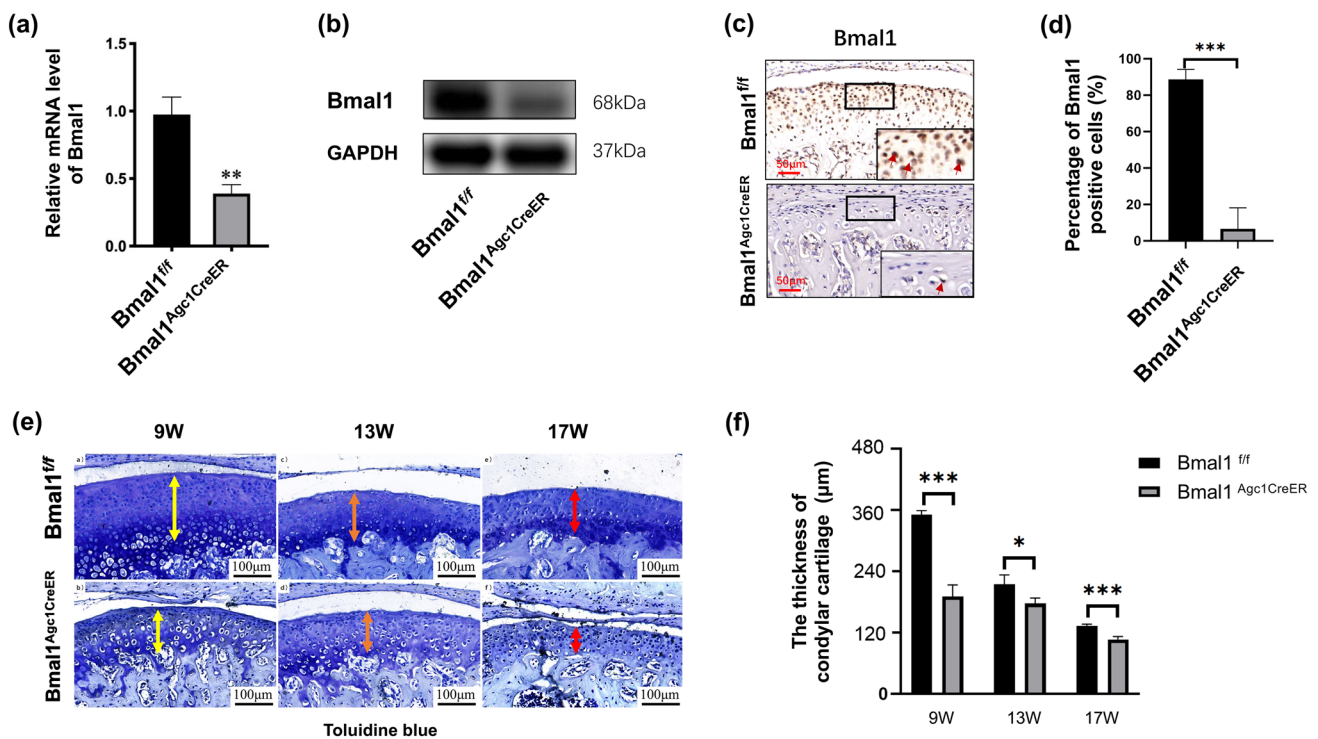 (a)
Relative mRNA level
of Bmal1
1.5
1.0
0.5
0.0
**
Bmal1f/f
Bmal1Agc1CreER
(b)
Bmal1
68kDa
GAPDH
37kDa
Bmal1f/f
Bmal1Agc1CreER
(c)
Bmal1
Bmal1f/f
50μm
Bmal1Agc1CreER
50μm
(d)
Percentage of Bmal1
positive cells (%)
100
80
60
40
20
0
***
Bmal1f/f
Bmal1Agc1CreER
(e)
9W
13W
17W
Bmal1f/f
a)
100μm
c)
100μm
e)
100μm
Bmal1Agc1CreER
b)
100μm
d)
100μm
f)
100μm
Toluidine blue
(f)
The thickness of
condylar cartilage (μm)
480
360
240
120
0
***
*
***
9W
13W
17W
Bmal1 f/f
Bmal1 Agc1CreER